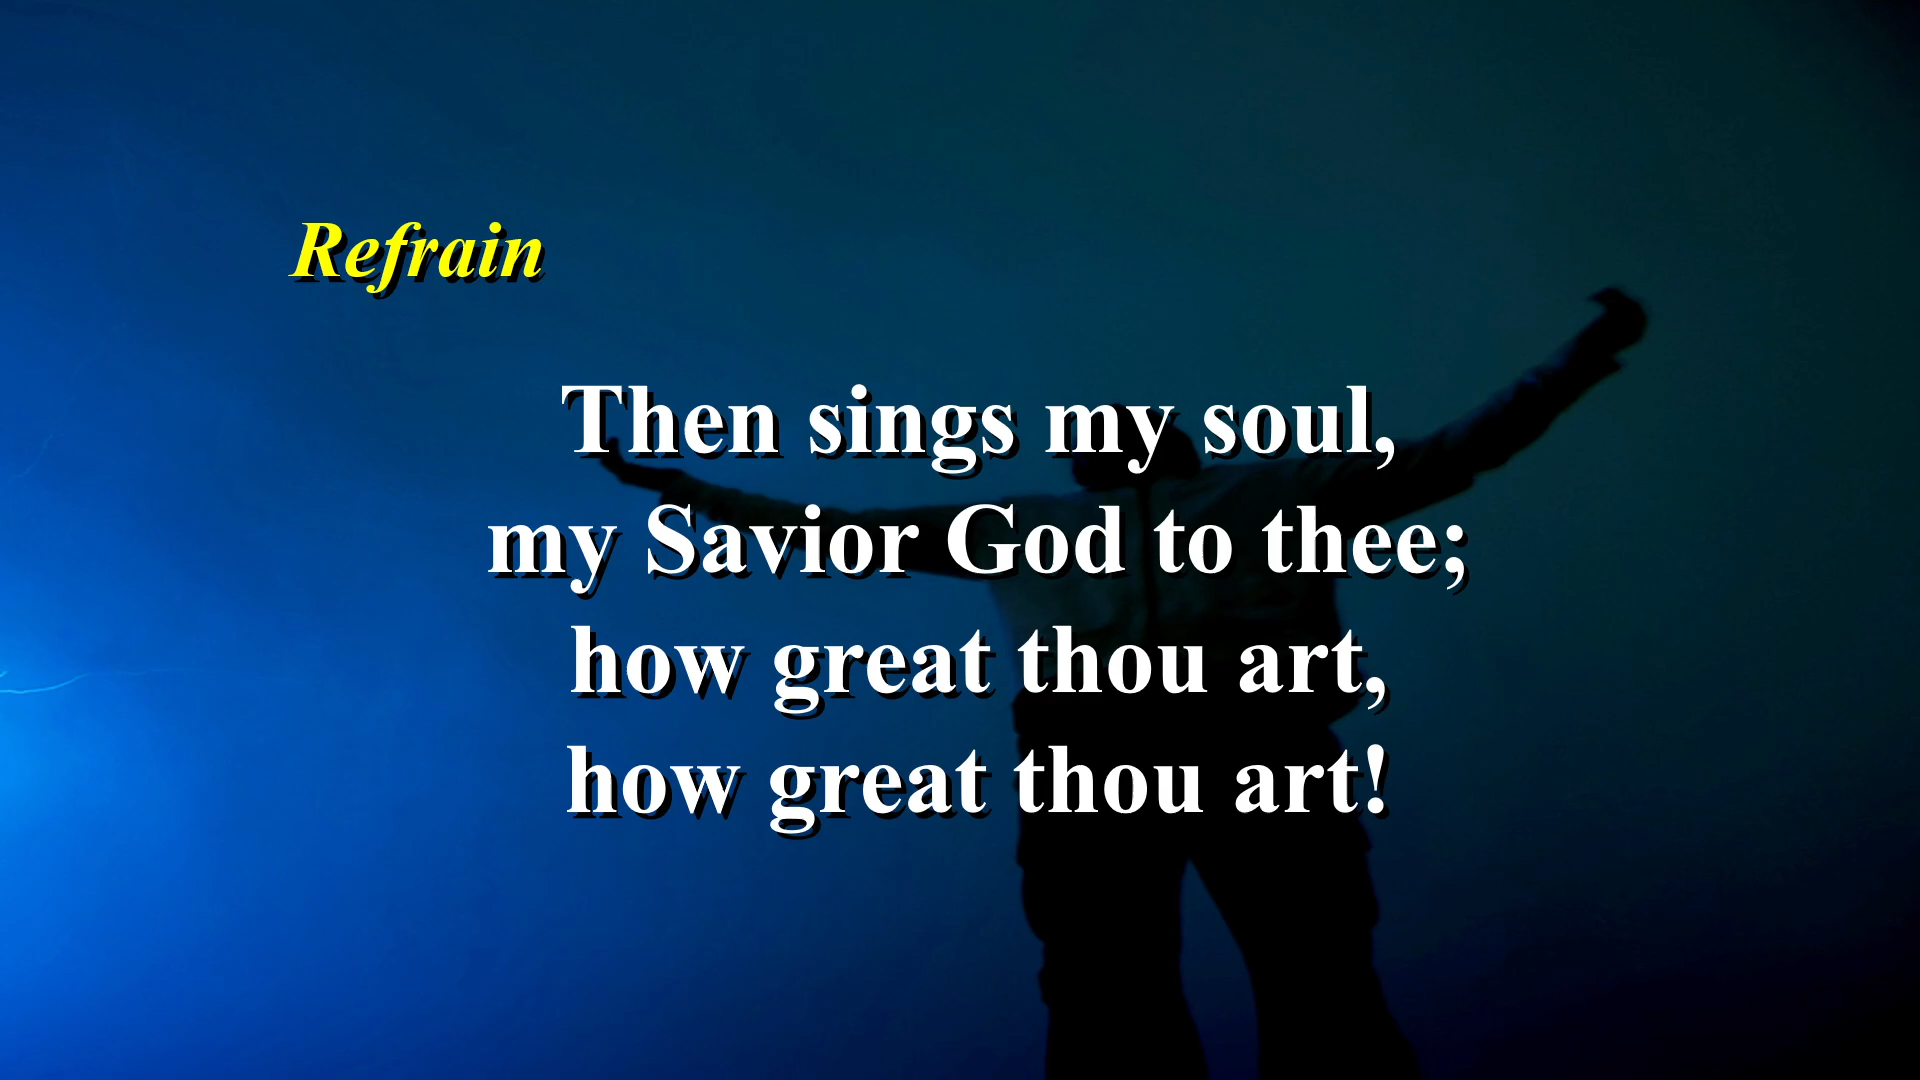 Refrain
Then sings my soul,
my Savior God to thee;
how great thou art,
how great thou art!